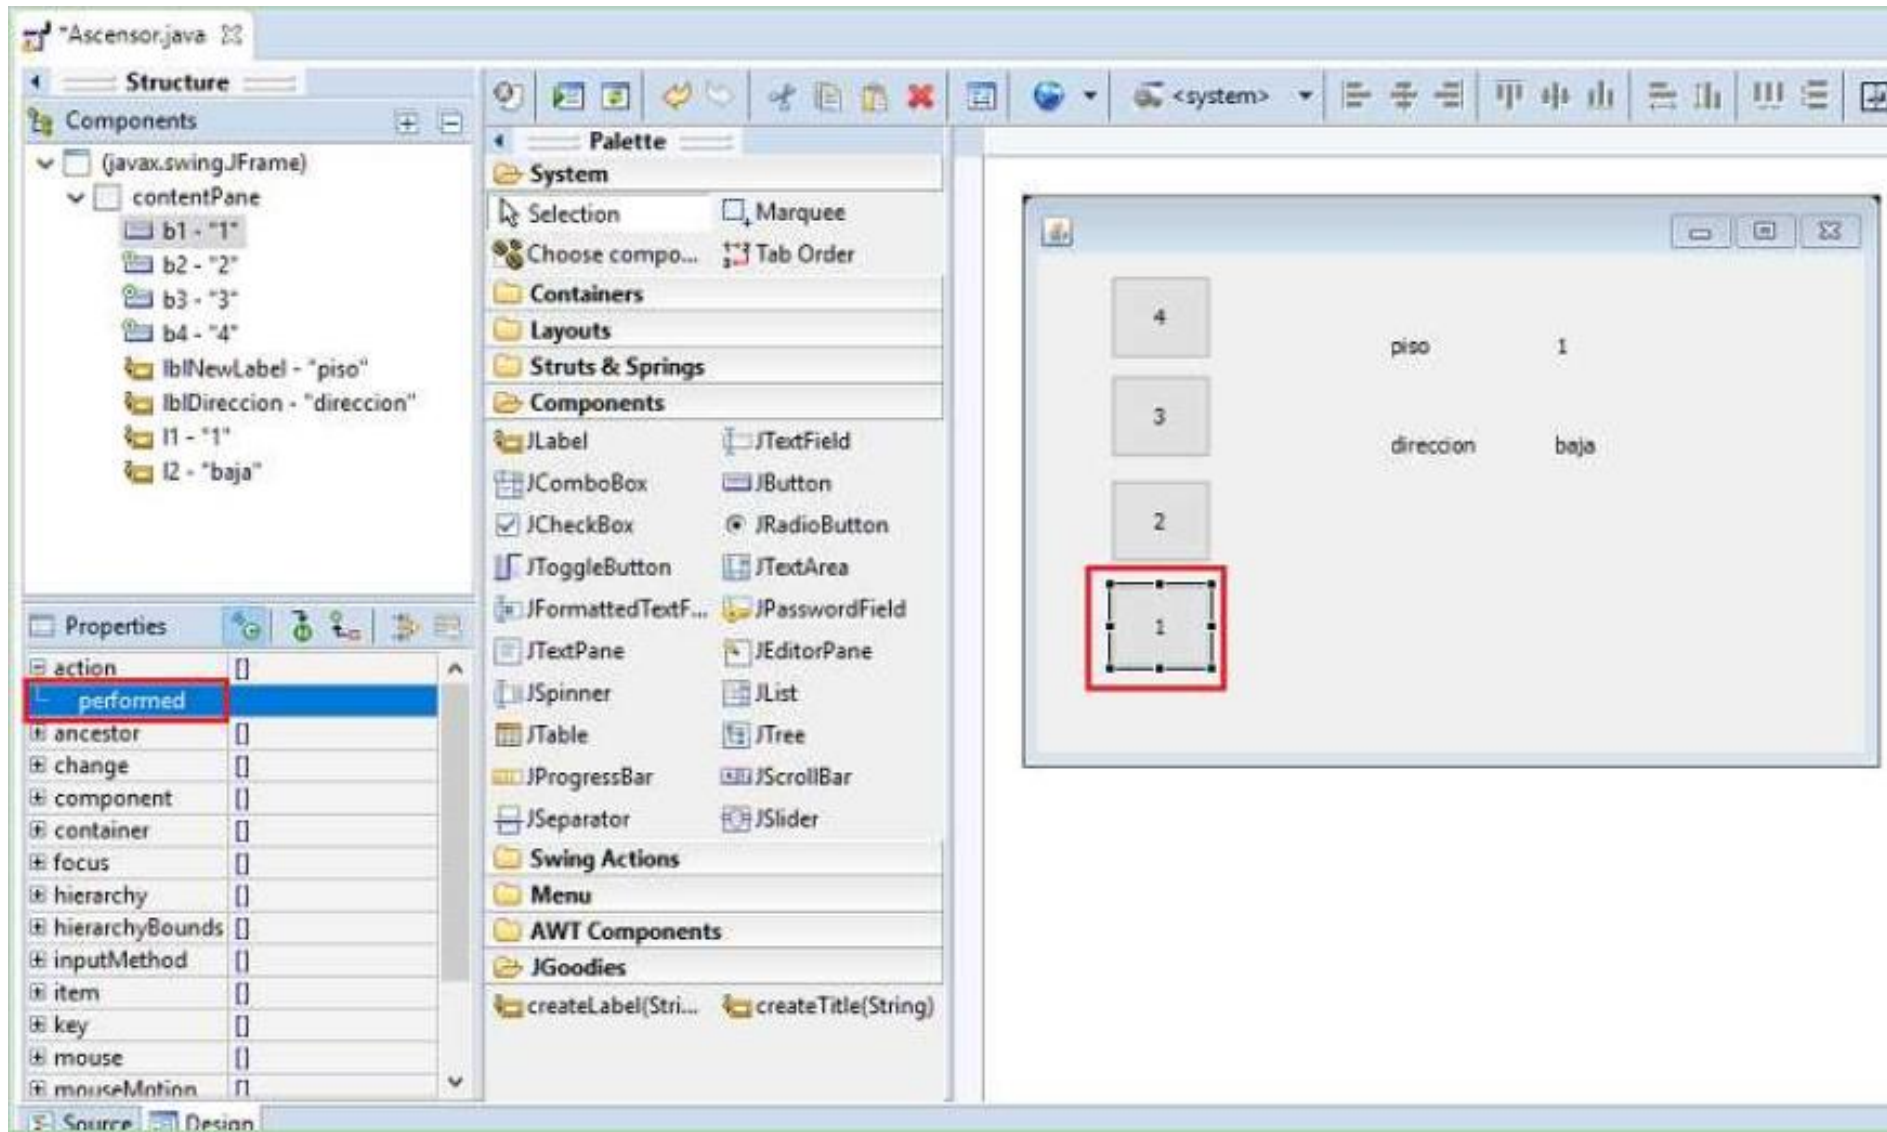 *Ascensor.java
Structure
Components
(javax.swing.JFrame)
contentPane
b1 - "1"
b2 - "2"
b3 - "3"
b4 - "4"
lblNewLabel - "piso"
lblDireccion - "direccion"
l1 - "1"
l2 - "baja"
Properties
action []
performed
ancestor []
change []
component []
container []
focus []
hierarchy []
hierarchyBounds []
inputMethod []
item []
key []
mouse []
mouseMotion []
Source Design
<system>
Palette
System
Selection Marquee
Choose compo... Tab Order
Containers
Layouts
Struts & Springs
Components
JLabel JTextField
JComboBox JButton
JCheckBox JRadioButton
JToggleButton JTextArea
JFormattedTextF... JPasswordField
JTextPane JEditorPane
JSpinner JList
JTable JTree
JProgressBar JScrollBar
JSeparator JSlider
Swing Actions
Menu
AWT Components
JGoodies
createLabel(Stri... createTitle(String)
4
piso 1
3
direccion baja
2
1